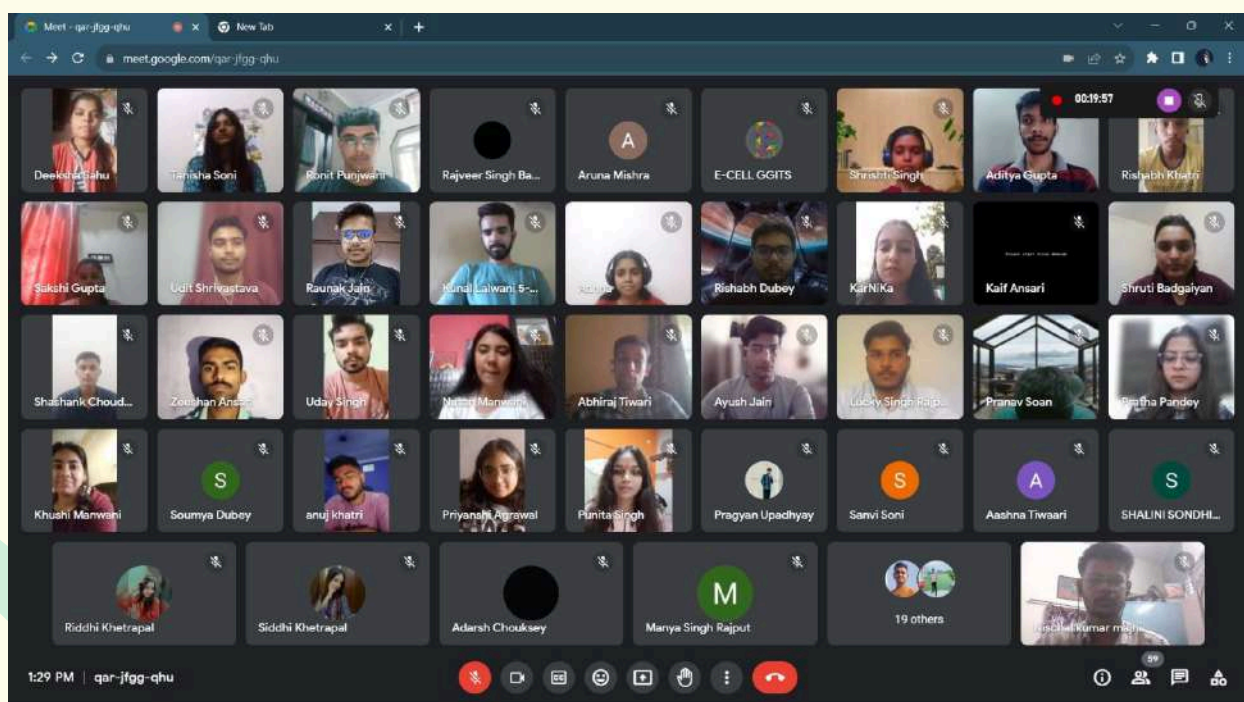 Meet - qar-jfgg-qhu
New Tab
meet.google.com/qar-jfgg-qhu
00:19:57
Deeksha Sahu
Tanisha Soni
Ronit Punjwani
Rajveer Singh Ba...
A
Aruna Mishra
E-CELL GGITS
Shrishti Singh
Aditya Gupta
Rishabh Khatri
Sakshi Gupta
Udit Shrivastava
Raunak Jain
Kunal Lalwani 5-...
Rishabh Dubey
KarNiKa
Kaif Ansari
Shruti Badgaiyan
Shashank Choud...
Zeeshan Ansari
Uday Singh
Manwani
Abhiraj Tiwari
Ayush Jain
Lucky Singh Rajp...
Pranav Soan
Pandey
Khushi Manwani
S
Soumya Dubey
anuj khatri
Priyanshi Agrawal
Punita Singh
Pragyan Upadhyay
S
Sanvi Soni
A
Aashna Tiwaari
S
SHALINI SONDHI...
Riddhi Khetrapal
Siddhi Khetrapal
Adarsh Chouksey
M
Manya Singh Rajput
19 others
kumar
1:29 PM | qar-jfgg-qhu
59